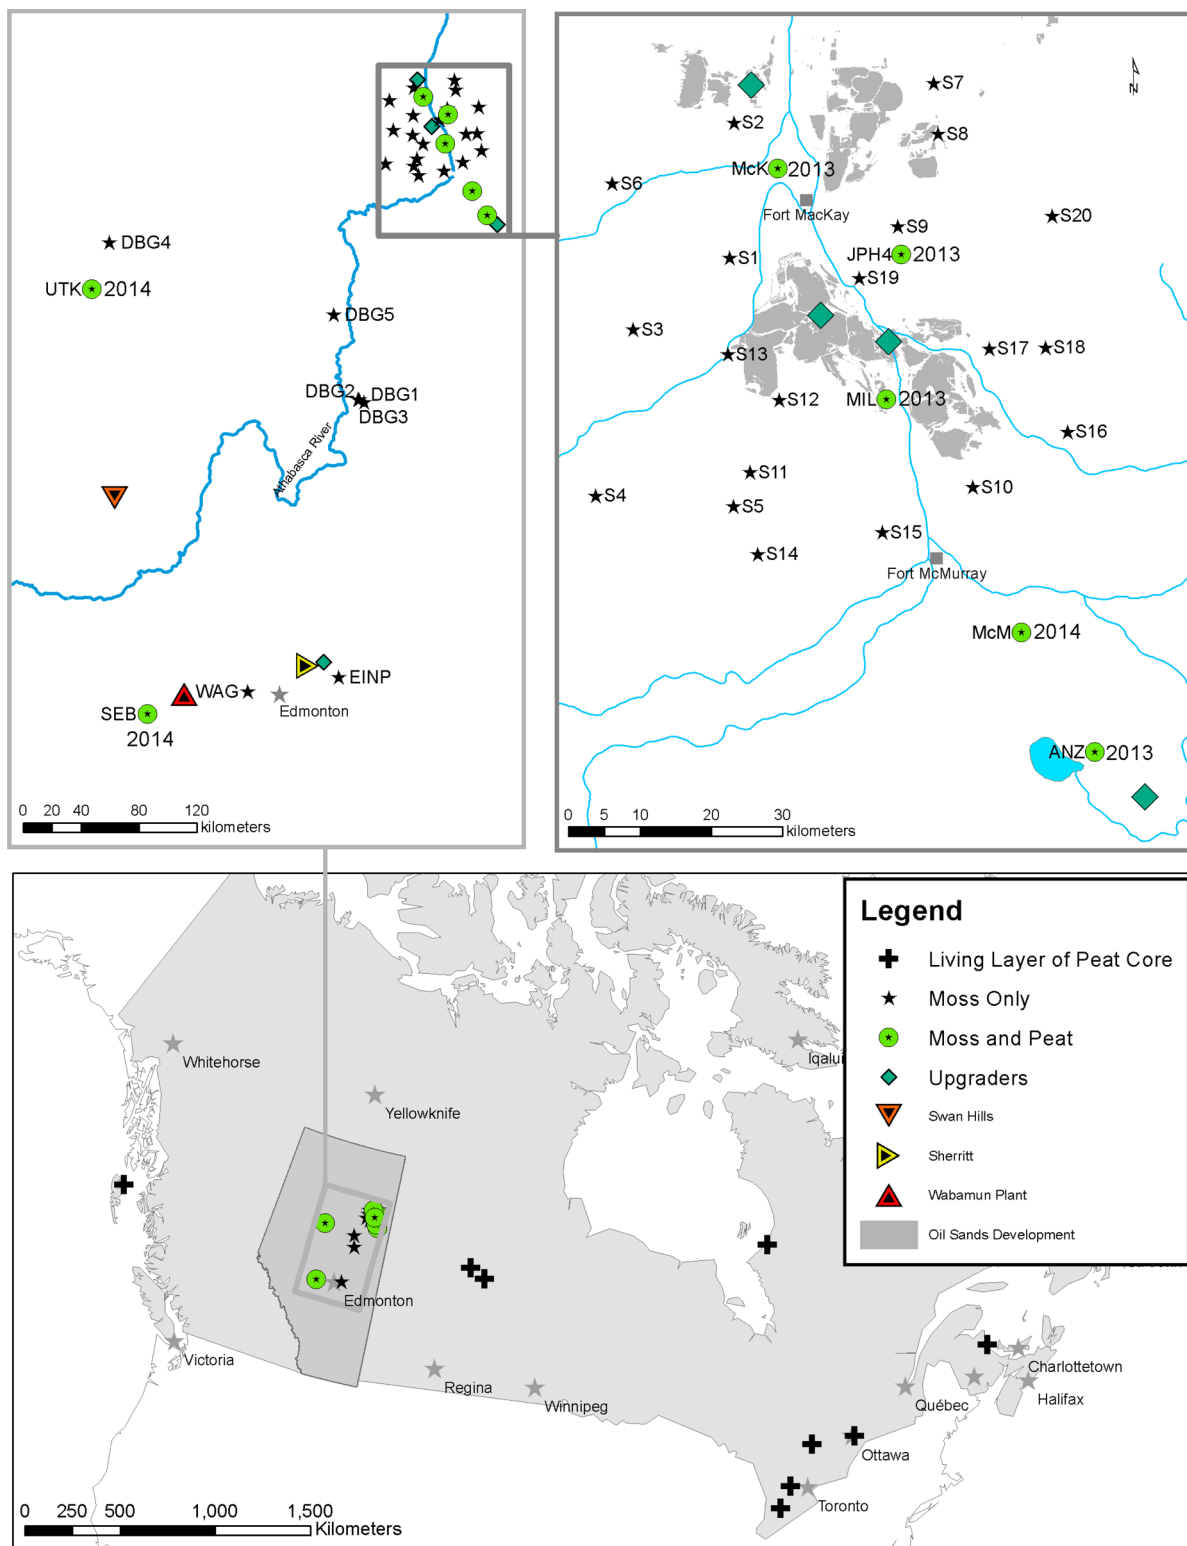 DBG4
UTK 2014
DBG5
DBG2 DBG1
DBG3
Athabasca River
WAG
EINP
Edmonton
SEB
2014
0 20 40 80 120
kilometers
S7
S2
S8
McK 2013
S6
Fort MacKay
S20
S9
S1
JPH4 2013
S19
S3
S13
S17
S18
S12
MIL 2013
S16
S11
S4
S10
S5
S15
S14
Fort McMurray
McM 2014
ANZ 2013
0 5 10 20 30
kilometers
Legend
Living Layer of Peat Core
Moss Only
Moss and Peat
Upgraders
Swan Hills
Sherritt
Wabamun Plant
Oil Sands Development
Whitehorse
Iqalui
Yellowknife
Edmonton
Victoria
Regina
Winnipeg
Charlottetown
Québec
Halifax
Ottawa
Toronto
0 250 500 1,000 1,500
Kilometers